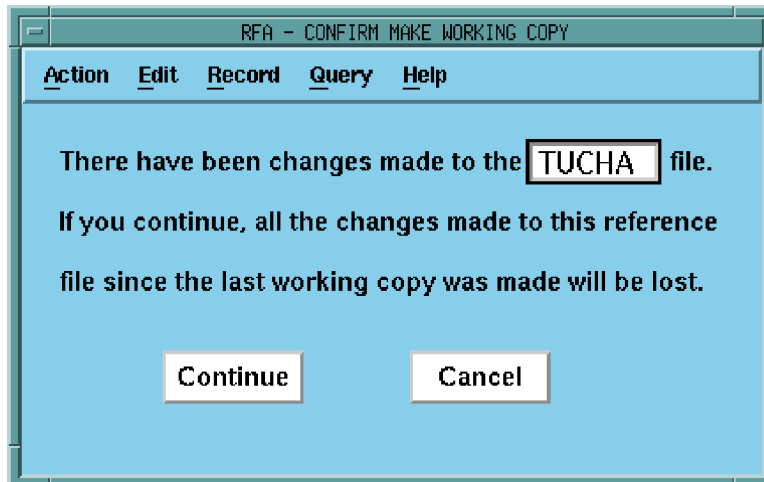 RFA - CONFIRM MAKE WORKING COPY
Action Edit Record Query Help
There have been changes made to the TUCHA file.
If you continue, all the changes made to this reference
file since the last working copy was made will be lost.
Continue Cancel